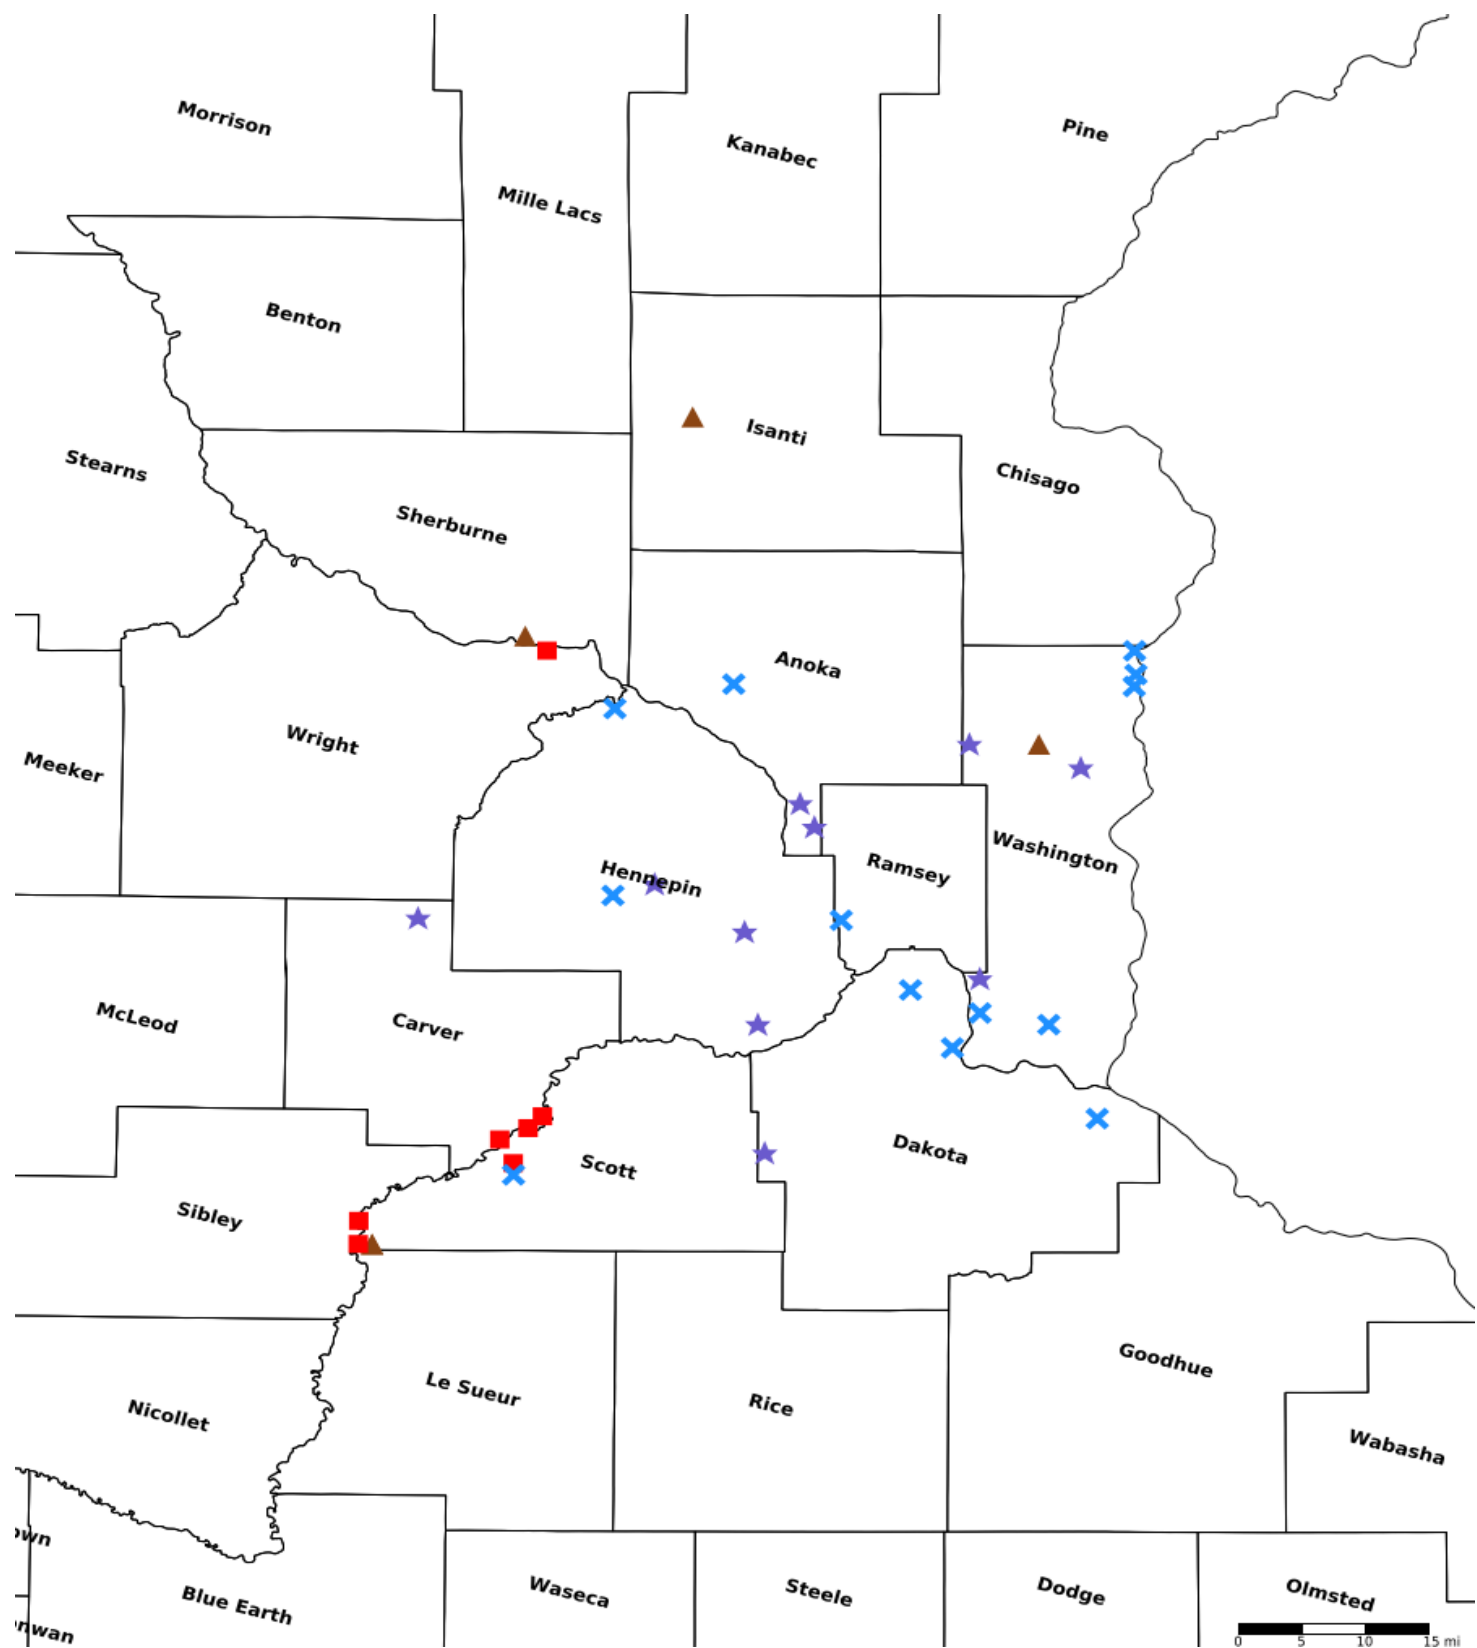 Morrison
Pine
Kanabec
Mille Lacs
Benton
Isanti
Stearns
Chisago
Sherburne
Anoka
Wright
Meeker
Washington
Ramsey
Hennepin
McLeod
Carver
Dakota
Scott
Sibley
Goodhue
Le Sueur
Rice
Nicollet
Wabasha
own
Waseca
Steele
Dodge
Olmsted
Blue Earth
onwan
0 5 10 15 mi